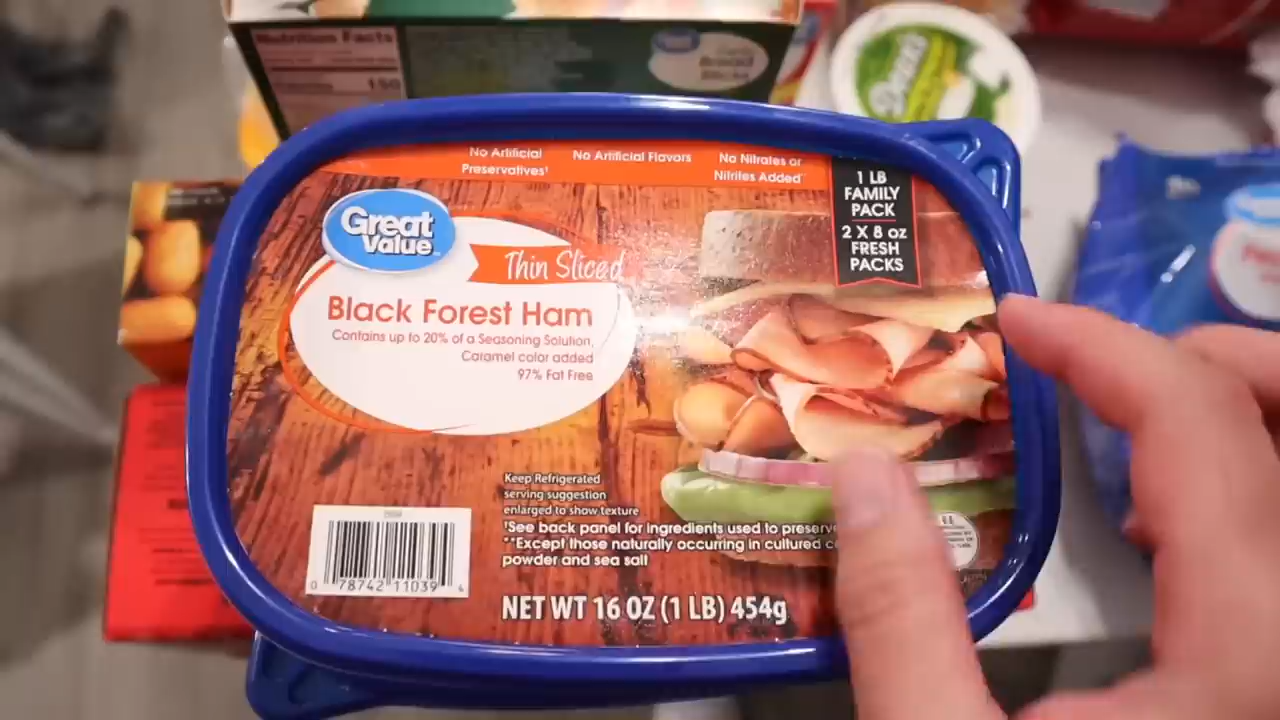 Nutrition Facts
150
Dean's
No Artificial
Preservatives¹
No Artificial Flavors
No Nitrates or
Nitrites Added**
1 LB
FAMILY
PACK
2 X 8 oz
FRESH
PACKS
Great
Value
Thin Sliced
Black Forest Ham
Contains up to 20% of a Seasoning Solution,
Caramel color added
97% Fat Free
Keep Refrigerated
serving suggestion
enlarged to show texture
¹See back panel for ingredients used to preserve
**Except those naturally occurring in cultured
powder and sea salt
0 78742 11039 4
NET WT 16 OZ (1 LB) 454g